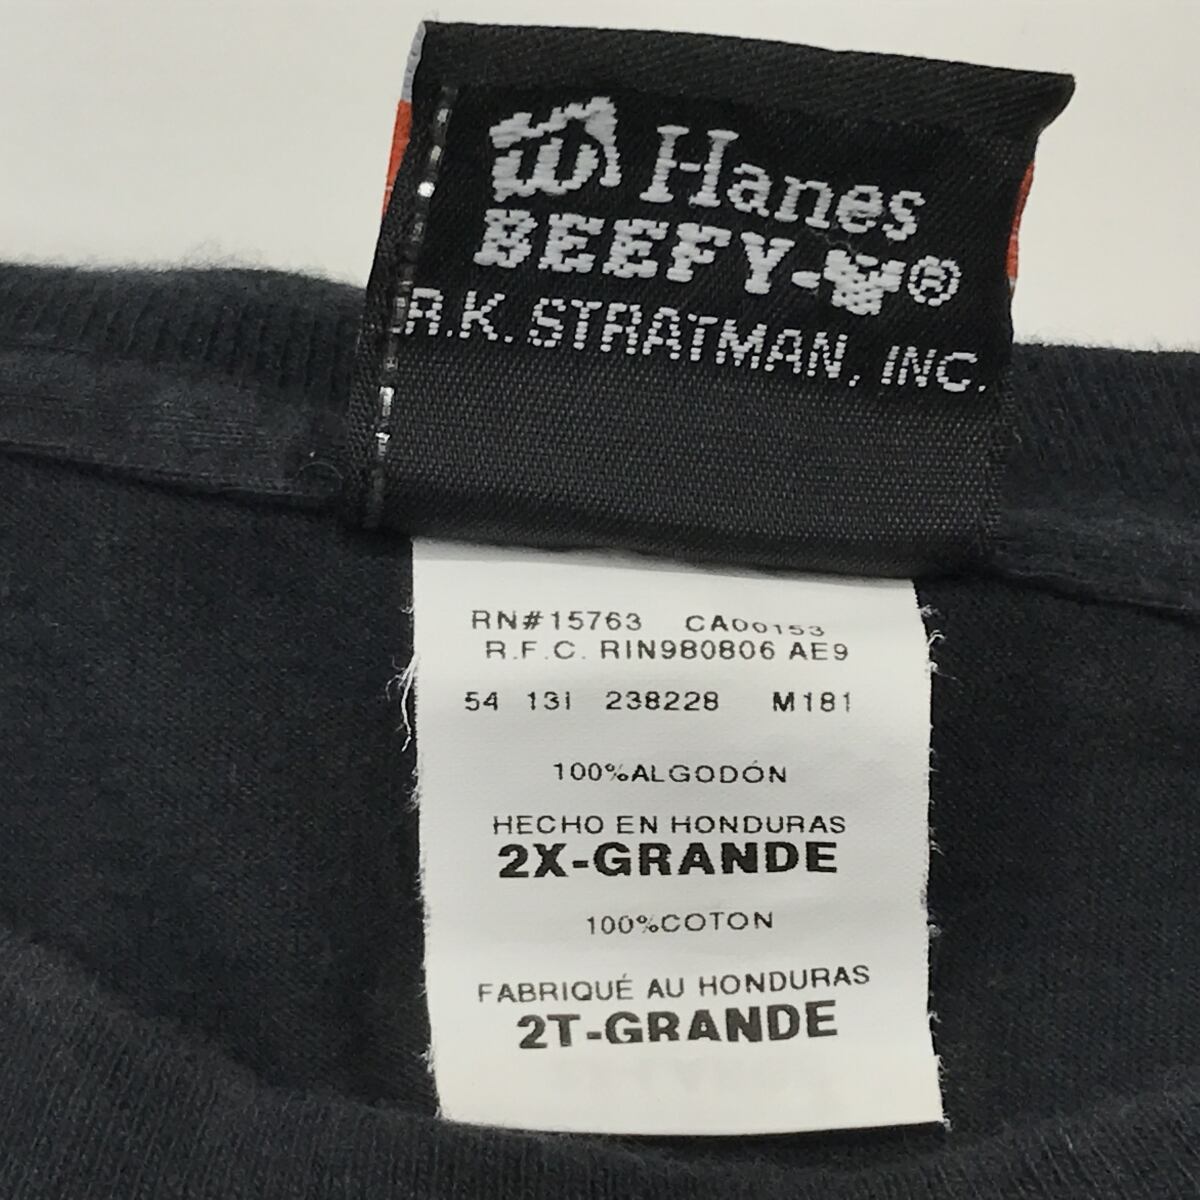 Hanes
BEEFY-T®
R.K. STRATMAN, INC.
RN#15763 CA00153
R.F.C. RIN980806 AE9
54 13I 238228 M181
100%ALGODÓN
HECHO EN HONDURAS
2X-GRANDE
100%COTON
FABRIQUÉ AU HONDURAS
2T-GRANDE